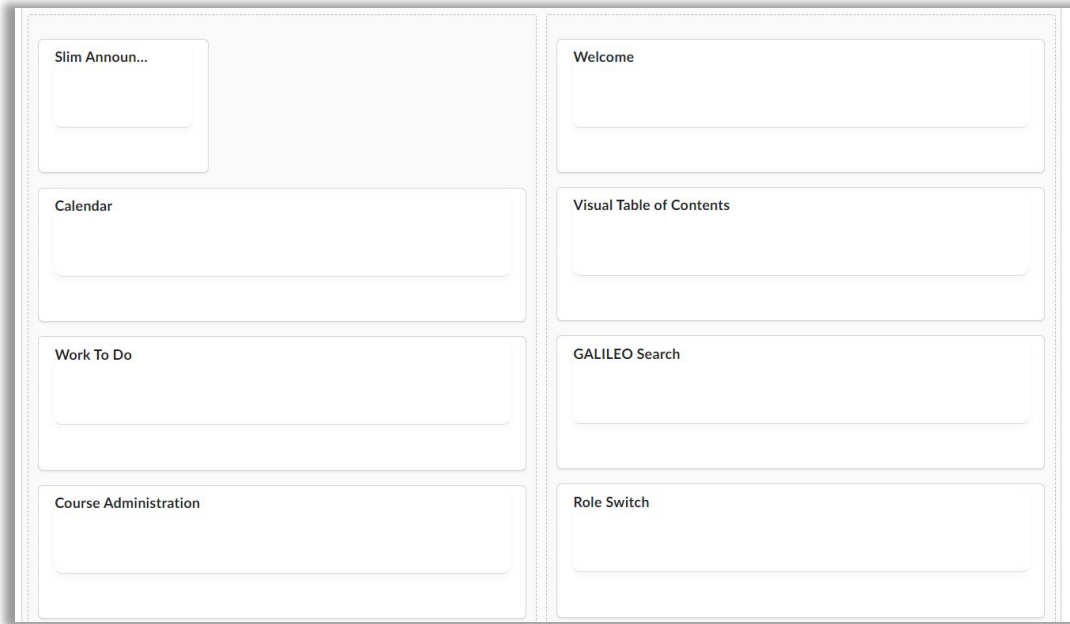 Slim Announ...
Calendar
Work To Do
Course Administration
Welcome
Visual Table of Contents
GALILEO Search
Role Switch